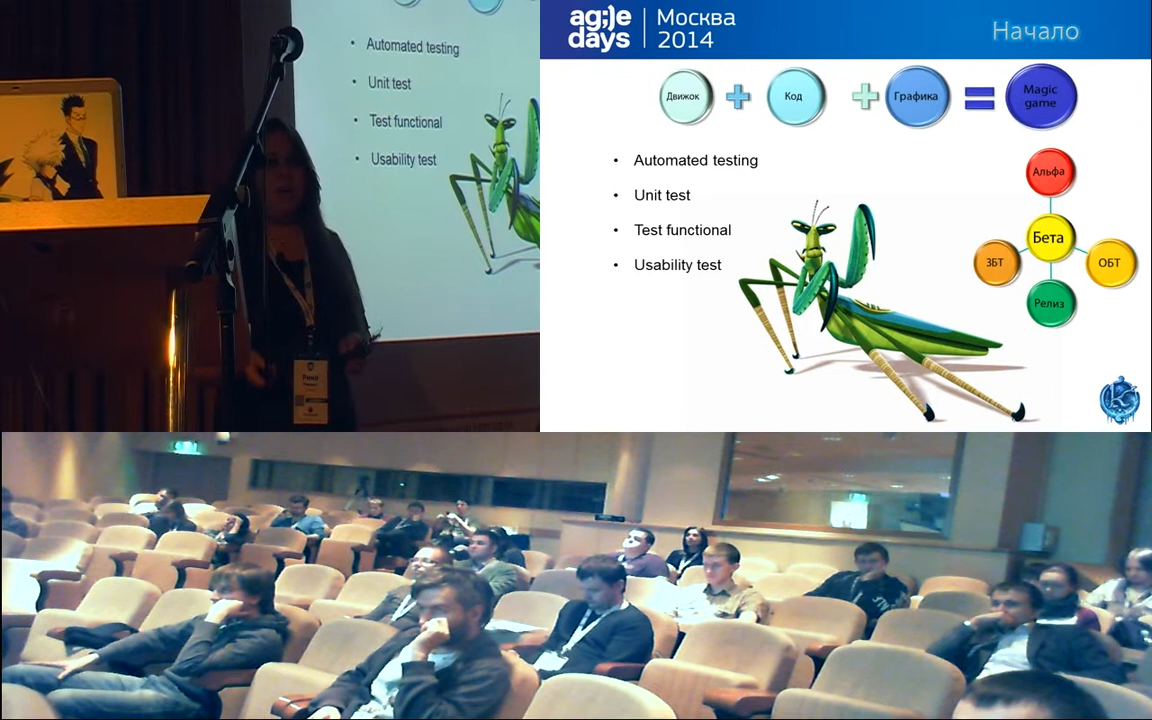 Automated testing
Unit test
Test functional
Usability test
ag;)e
days
Москва
2014
Начало
Движок
Код
Графика
Magic
game
Automated testing
Unit test
Test functional
Usability test
Альфа
Бета
ЗБТ
ОБТ
Релиз